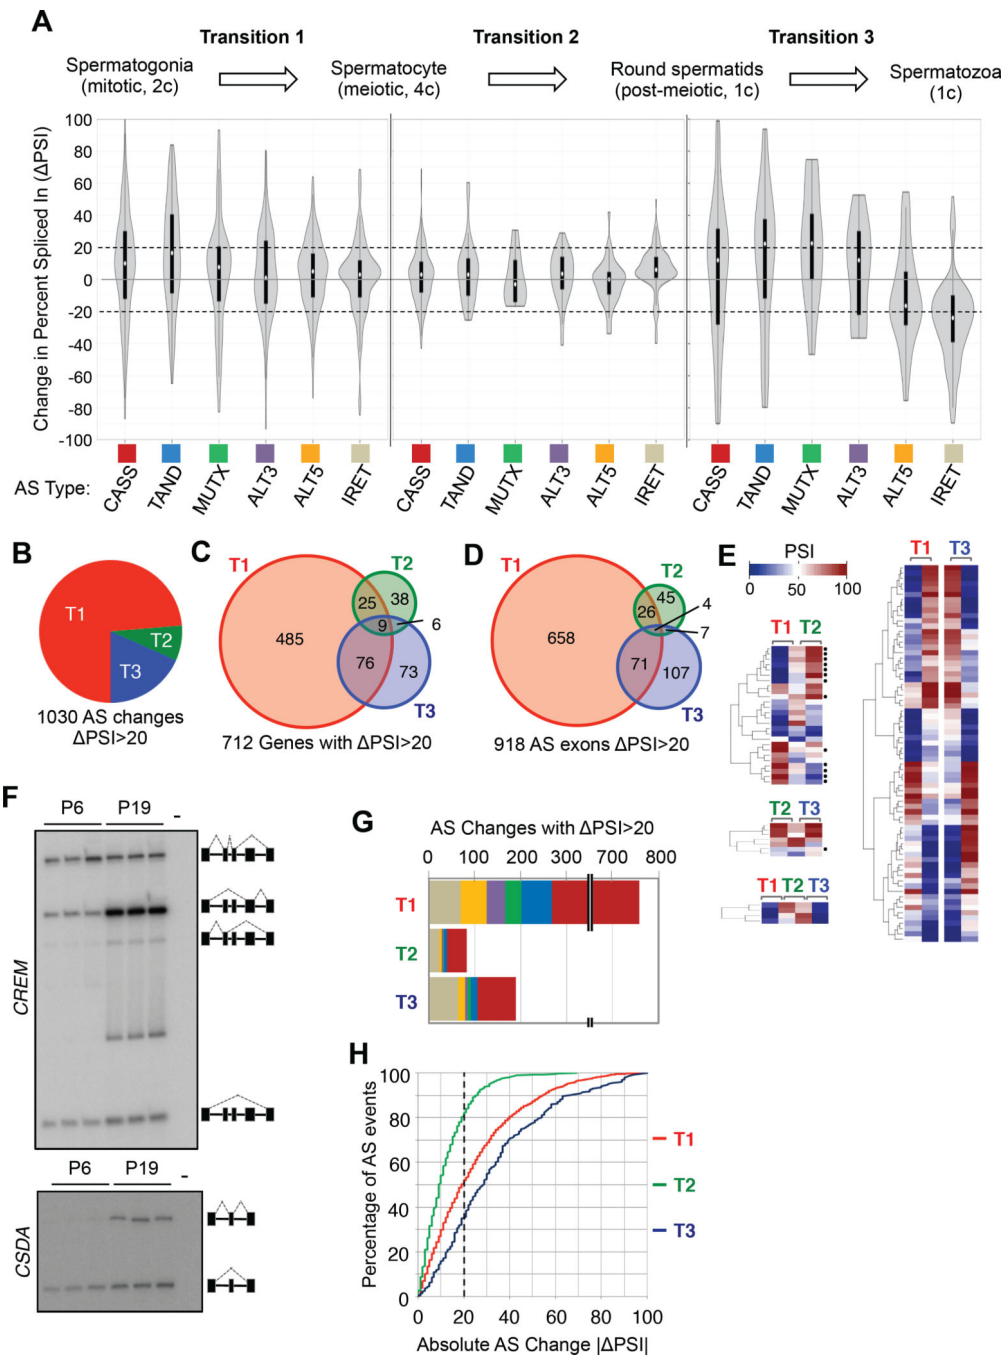 A
Transition 1
Transition 2
Transition 3
Spermatogonia
(mitotic, 2c)
Spermatocyte
(meiotic, 4c)
Round spermatids
(post-meiotic, 1c)
Spermatozoa
(1c)
Change in Percent Spliced In (ΔPSI)
100
80
60
40
20
0
-20
-40
-60
-80
-100
AS Type:
CASS
TAND
MUTX
ALT3
ALT5
IRET
CASS
TAND
MUTX
ALT3
ALT5
IRET
CASS
TAND
MUTX
ALT3
ALT5
IRET
B
T1
T2
T3
1030 AS changes
ΔPSI>20
C
T1
T2
T3
485
25
38
9
6
76
73
712 Genes with ΔPSI>20
D
T1
T2
T3
658
26
45
4
7
71
107
918 AS exons ΔPSI>20
E
PSI
0
50
100
T1 T2
T2 T3
T1 T2 T3
T1 T3
F
P6 P19 -
CREM
P6 P19 -
CSDA
G
AS Changes with ΔPSI>20
0 100 200 300 700 800
T1
T2
T3
H
Percentage of AS events
100
80
60
40
20
0
0 20 40 60 80 100
Absolute AS Change |ΔPSI|
T1
T2
T3